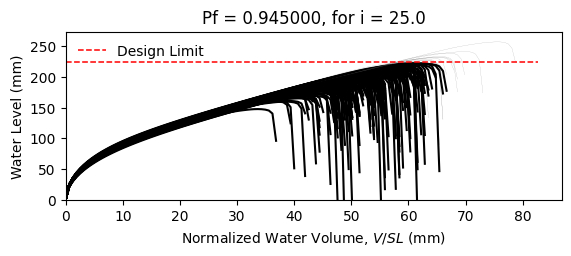 Pf = 0.945000, for i = 25.0
Design Limit
Water Level (mm)
250
200
150
100
50
0
0 10 20 30 40 50 60 70 80
Normalized Water Volume, V/SL (mm)